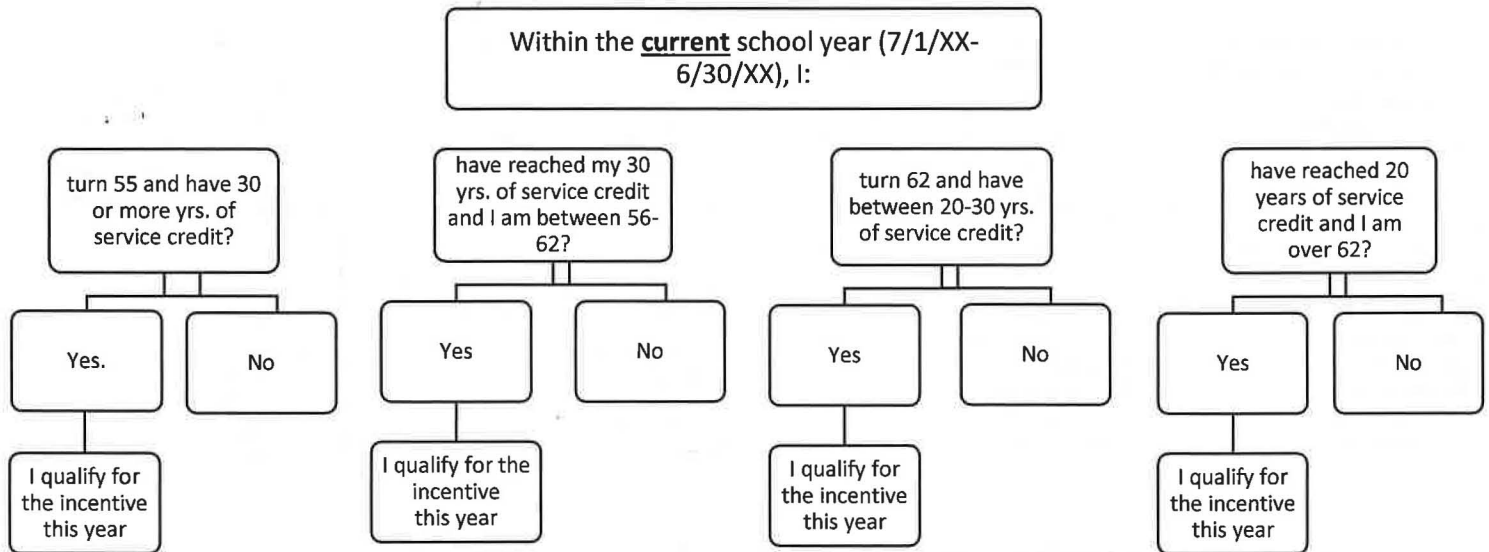 Within the current school year (7/1/XX-
6/30/XX), I:
turn 55 and have 30
or more yrs. of
service credit?
Yes.
No
I qualify for
the incentive
this year
have reached my 30
yrs. of service credit
and I am between 56-
62?
Yes
No
I qualify for the
incentive
this year
turn 62 and have
between 20-30 yrs.
of service credit?
Yes
No
I qualify for
the incentive
this year
have reached 20
years of service
credit and I am
over 62?
Yes
No
I qualify for
the incentive
this year